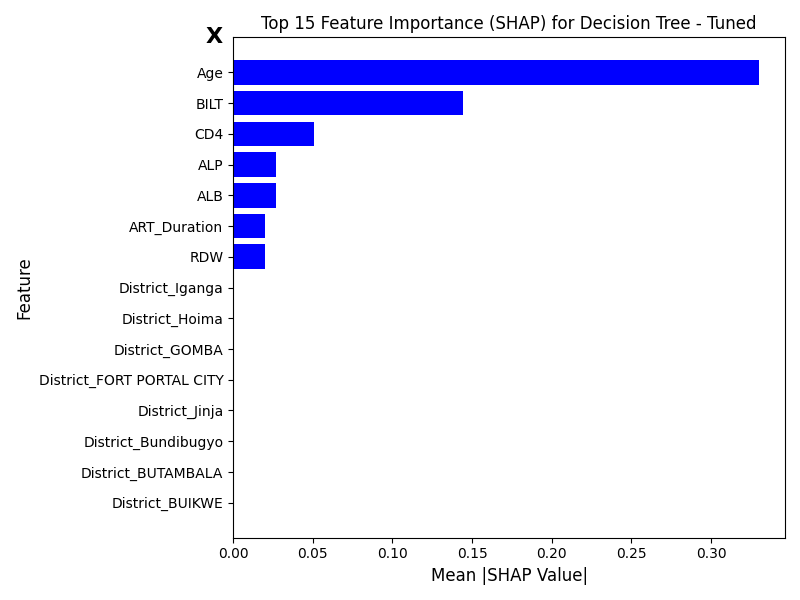 X
Top 15 Feature Importance (SHAP) for Decision Tree - Tuned
Feature
Age
BILT
CD4
ALP
ALB
ART_Duration
RDW
District_Iganga
District_Hoima
District_GOMBA
District_FORT PORTAL CITY
District_Jinja
District_Bundibugyo
District_BUTAMBALA
District_BUIKWE
0.00 0.05 0.10 0.15 0.20 0.25 0.30
Mean |SHAP Value|